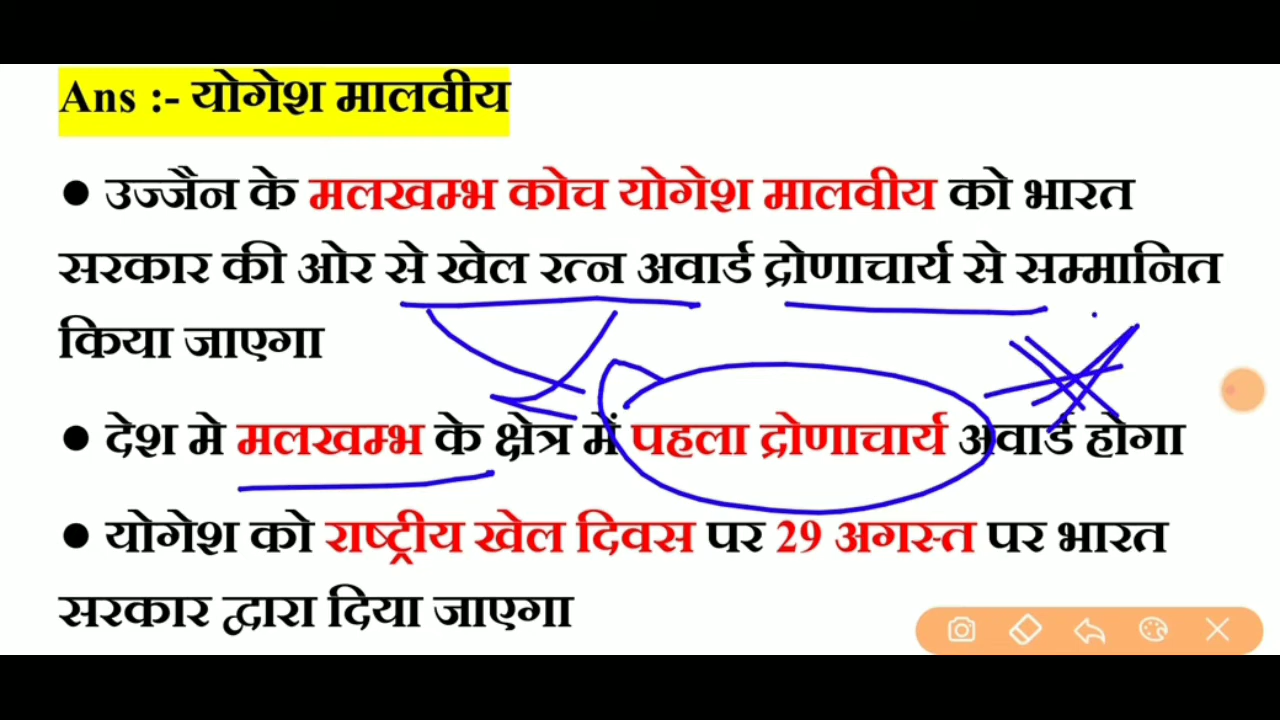 Ans :- योगेश मालवीय
● उज्जैन के मलखम्भ कोच योगेश मालवीय को भारत
सरकार की ओर से खेल रत्न अवार्ड द्रोणाचार्य से सम्मानित
किया जाएगा
● देश मे मलखम्भ के क्षेत्र में पहला द्रोणाचार्य अवार्ड होगा
● योगेश को राष्ट्रीय खेल दिवस पर 29 अगस्त पर भारत
सरकार द्वारा दिया जाएगा